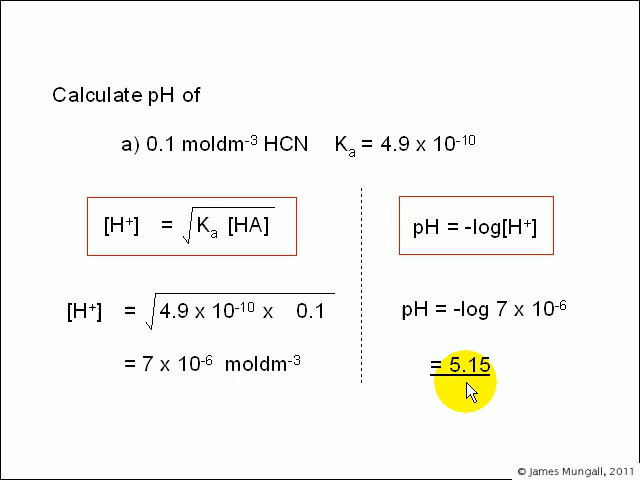 Calculate pH of
a) 0.1 moldm⁻³ HCN Kₐ = 4.9 x 10⁻¹⁰
[H⁺] = √Kₐ [HA]
pH = -log[H⁺]
[H⁺] = √4.9 x 10⁻¹⁰ x 0.1
pH = -log 7 x 10⁻⁶
= 7 x 10⁻⁶ moldm⁻³
= 5.15
© James Mungall, 2011